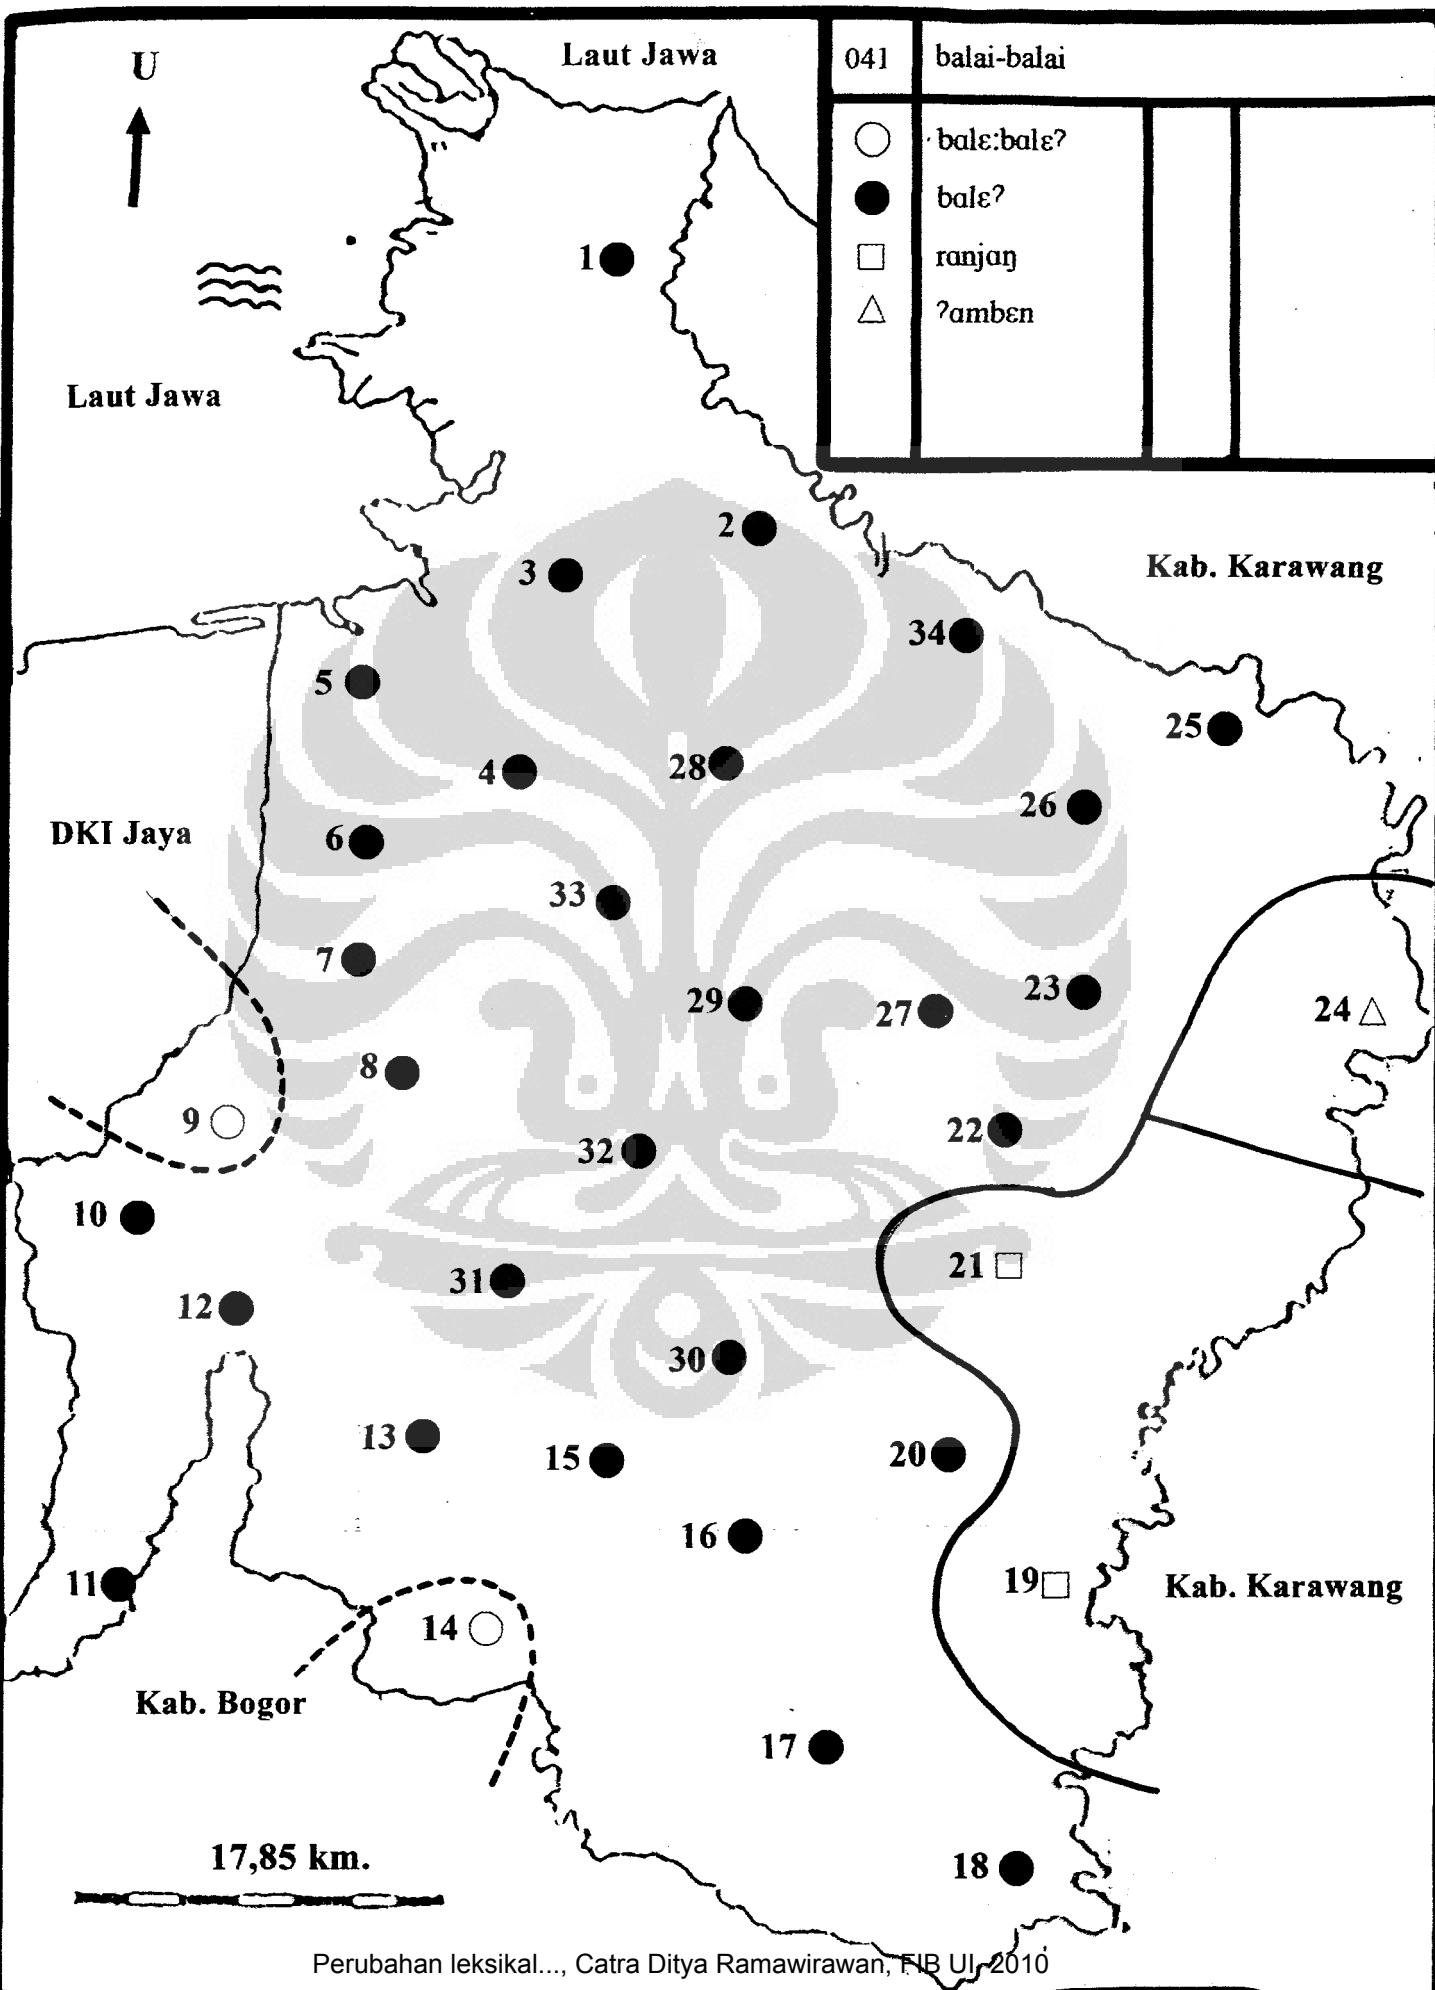 U
Laut Jawa
041 balai-balai
balɛ:balɛˀ
balɛˀ
ranjaŋ
ˀambɛn
1
Laut Jawa
2
3
Kab. Karawang
34
5
25
4
28
26
DKI Jaya
6
33
7
29
27
23
24
8
9
32
22
10
21
31
12
30
13
15
20
16
11
19
Kab. Karawang
14
Kab. Bogor
17
17,85 km.
18
Perubahan leksikal..., Catra Ditya Ramawirawan, FIB UI, 2010